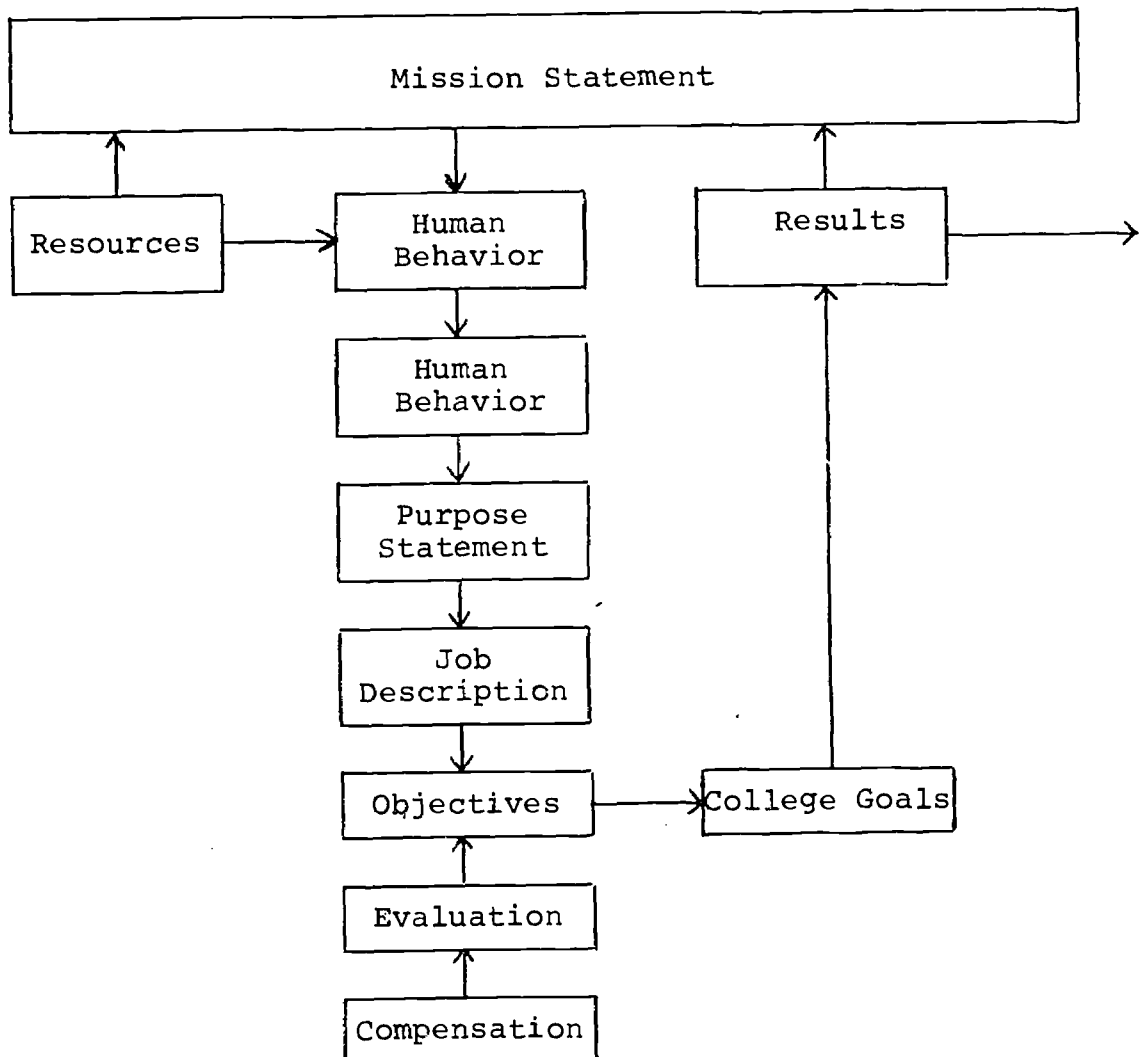 Mission Statement
Resources
Human
Behavior
Results
Human
Behavior
Purpose
Statement
Job
Description
Objectives
College Goals
Evaluation
Compensation